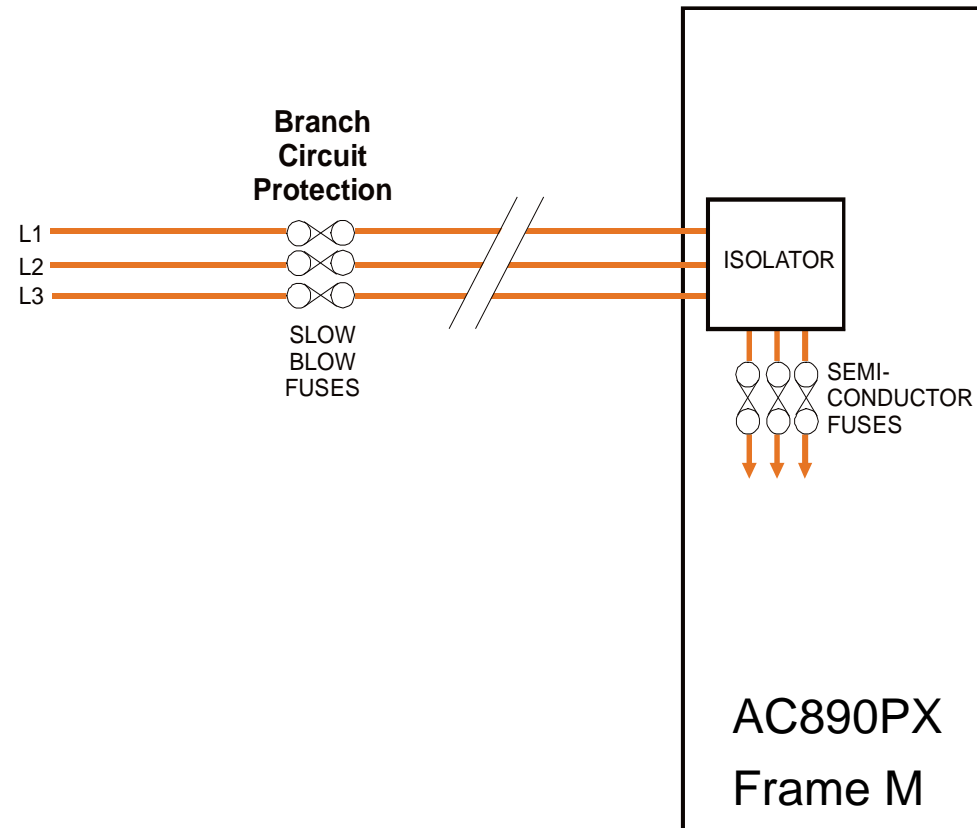 Branch
Circuit
Protection
L1
L2
L3
SLOW
BLOW
FUSES
ISOLATOR
SEMI-
CONDUCTOR
FUSES
AC890PX
Frame M